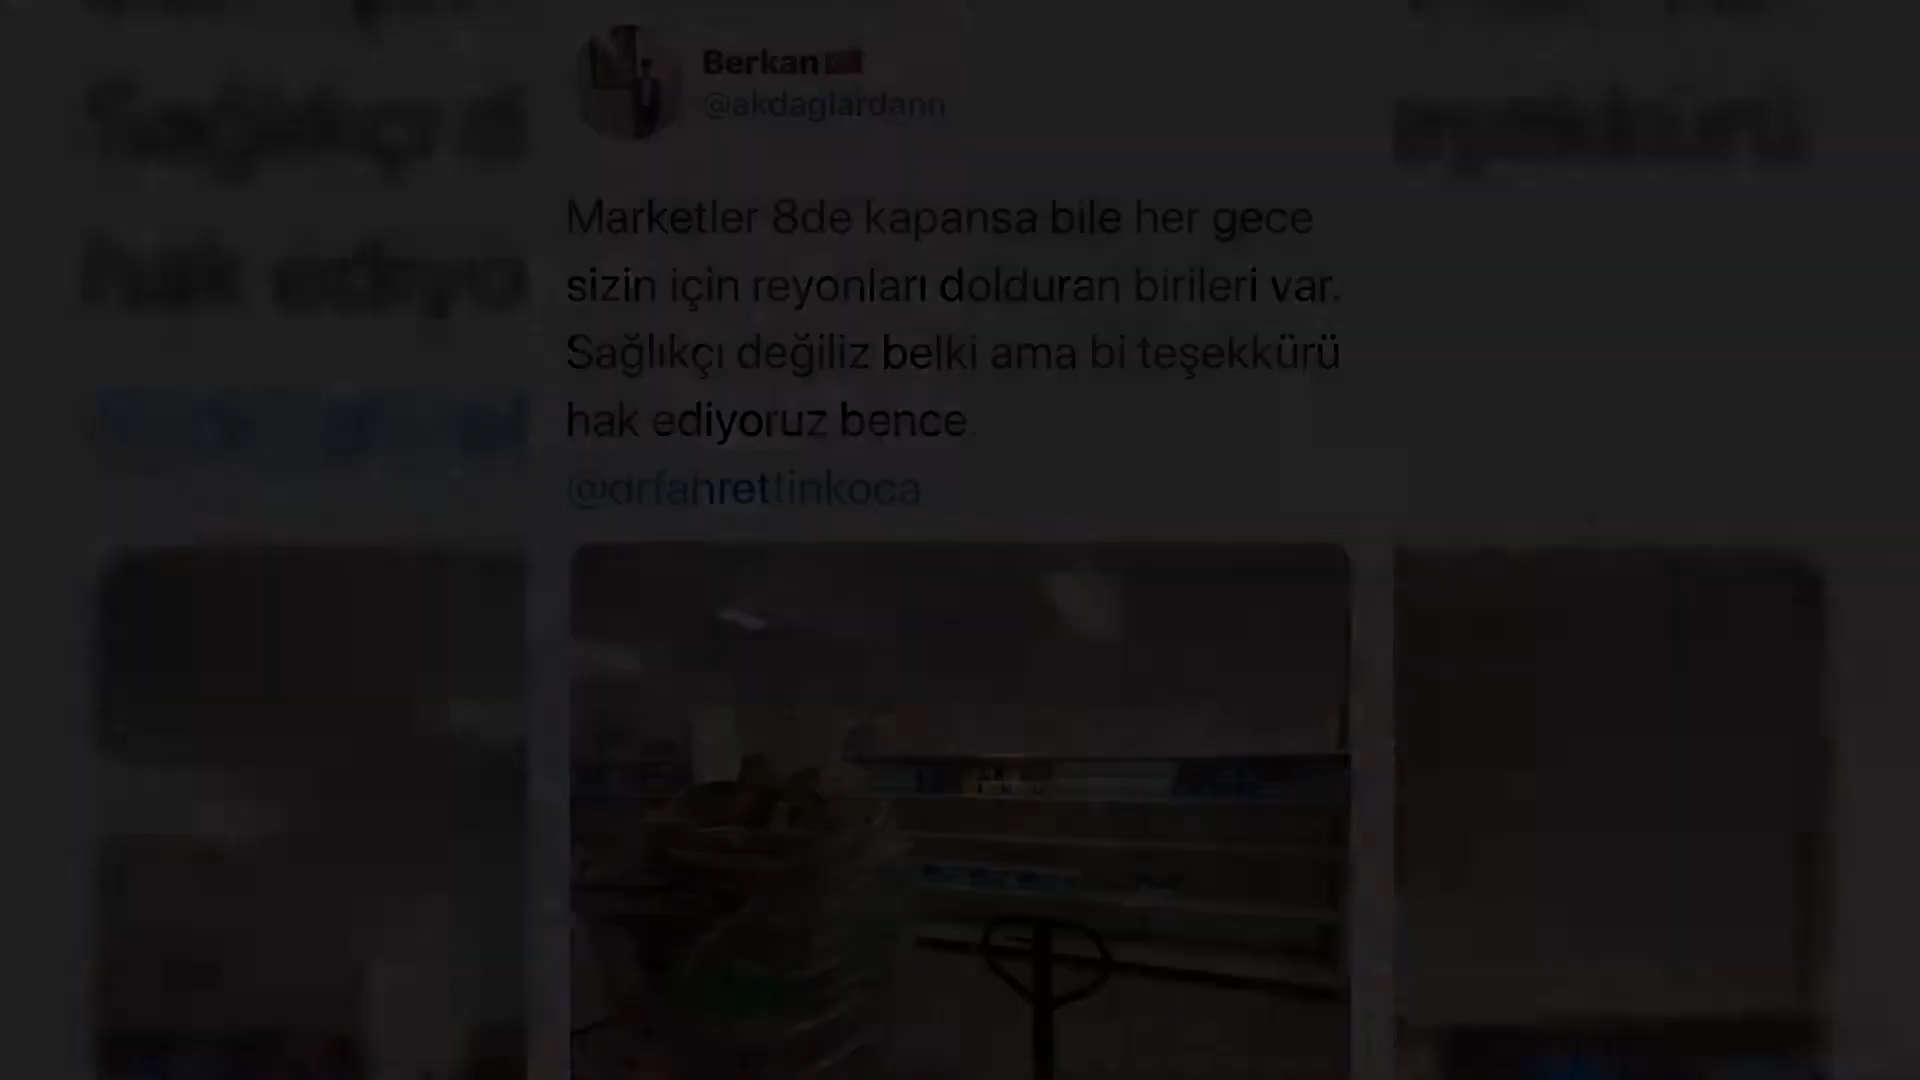 Berkan🇹🇷
@akdaglardann
Marketler 8de kapansa bile her gece
sizin için reyonları dolduran birileri var.
Sağlıkçı değiliz belki ama bi teşekkürü
hak ediyoruz bence.
@drfahrettinkoca